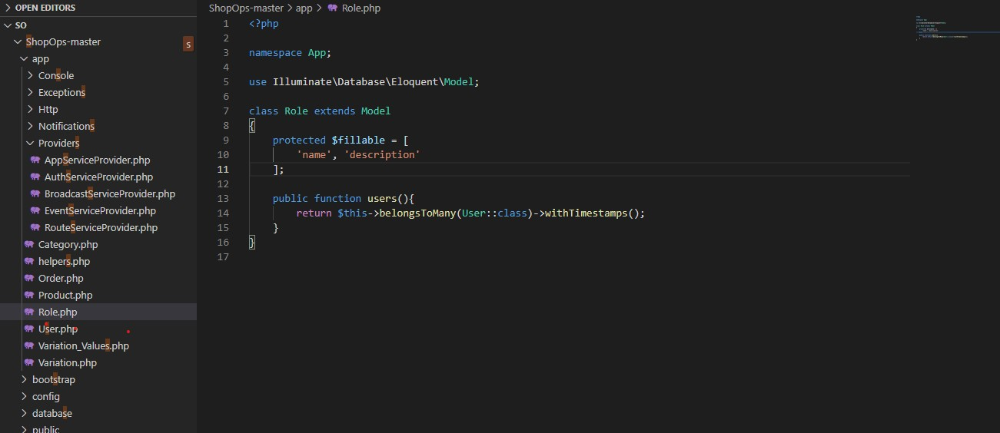 OPEN EDITORS
SO
ShopOps-master
s
app
Console
Exceptions
Http
Notifications
Providers
AppServiceProvider.php
AuthServiceProvider.php
BroadcastServiceProvider.php
EventServiceProvider.php
RouteServiceProvider.php
Category.php
helpers.php
Order.php
Product.php
Role.php
User.php
Variation_Values.php
Variation.php
bootstrap
config
database
public
ShopOps-master > app > Role.php
1 <?php
2
3 namespace App;
4
5 use Illuminate\Database\Eloquent\Model;
6
7 class Role extends Model
8 {
9 protected $fillable = [
10 'name', 'description'
11 ];
12
13 public function users(){
14 return $this->belongsToMany(User::class)->withTimestamps();
15 }
16 }
17